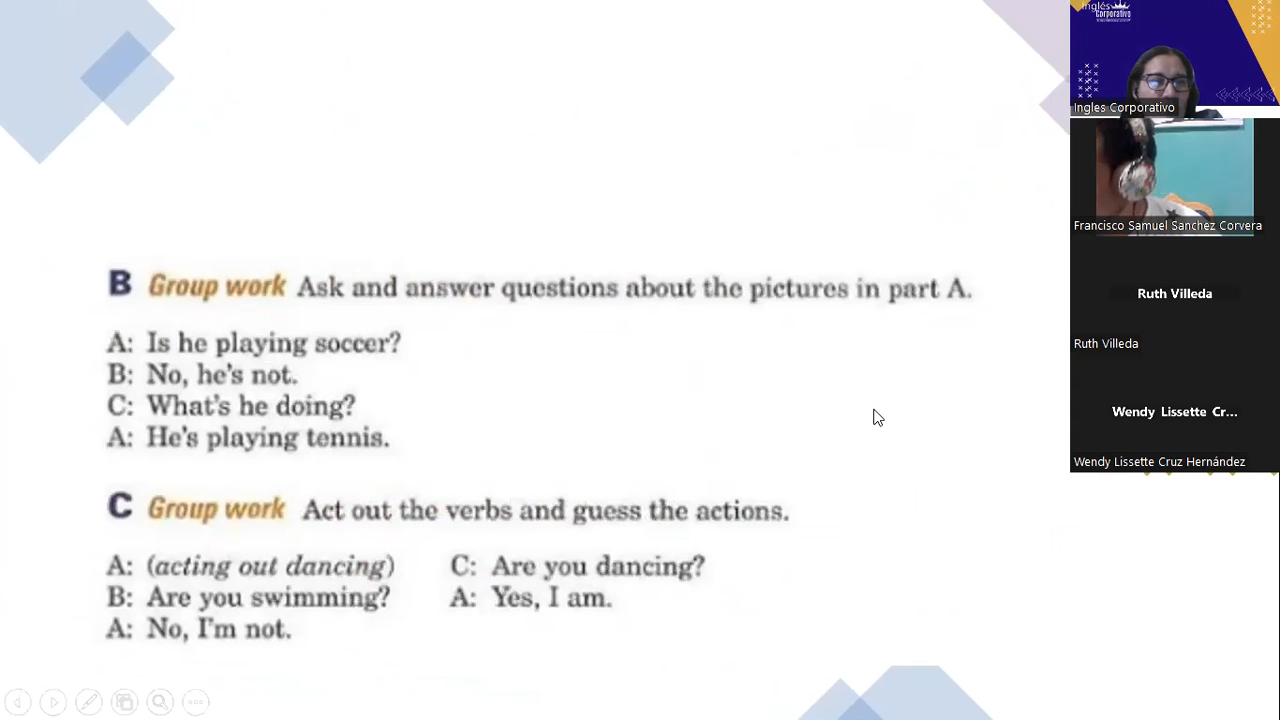 B Group work Ask and answer questions about the pictures in part A.
A: Is he playing soccer?
B: No, he's not.
C: What's he doing?
A: He's playing tennis.
C Group work Act out the verbs and guess the actions.
A: (acting out dancing)
B: Are you swimming?
A: No, I'm not.
C: Are you dancing?
A: Yes, I am.
Inglés
Corporativo
Ingles Corporativo
Francisco Samuel Sanchez Corvera
Ruth Villeda
Ruth Villeda
Wendy Lissette Cr...
Wendy Lissette Cruz Hernández